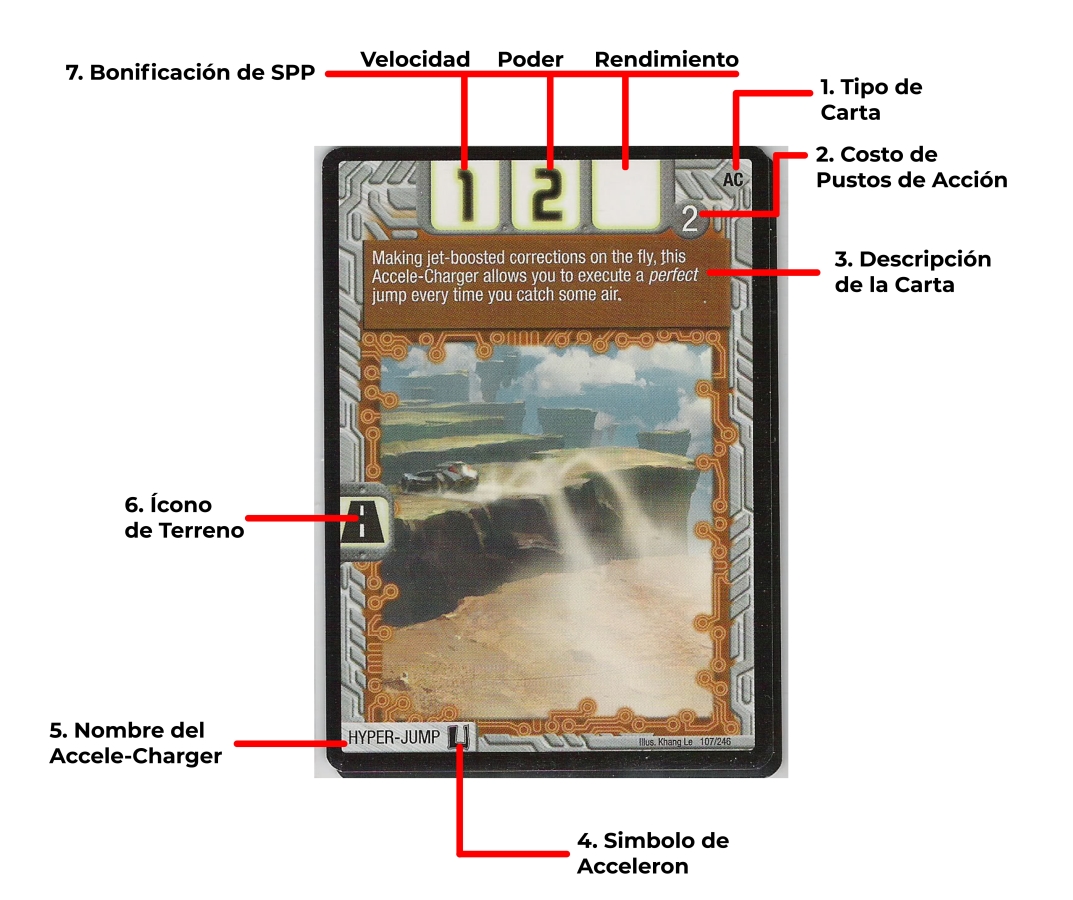 Velocidad Poder Rendimiento
7. Bonificación de SPP
1. Tipo de
Carta
2. Costo de
Pustos de Acción
1 2
AC
2
Making jet-boosted corrections on the fly, this
Accele-Charger allows you to execute a perfect
jump every time you catch some air.
3. Descripción
de la Carta
6. Ícono
de Terreno
5. Nombre del
Accele-Charger
HYPER-JUMP
Illus. Khang Le 107/246
4. Simbolo de
Acceleron